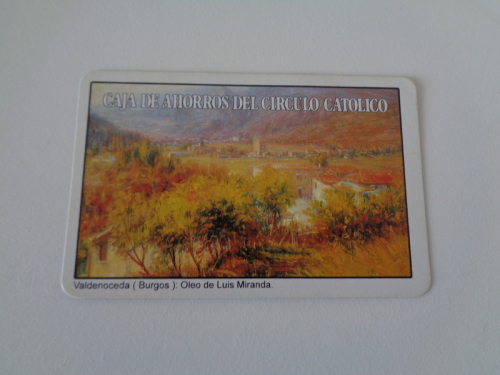 CAJA DE AHORROS DEL CIRCULO CATOLICO
Valdenoceda ( Burgos ): Oleo de Luis Miranda.